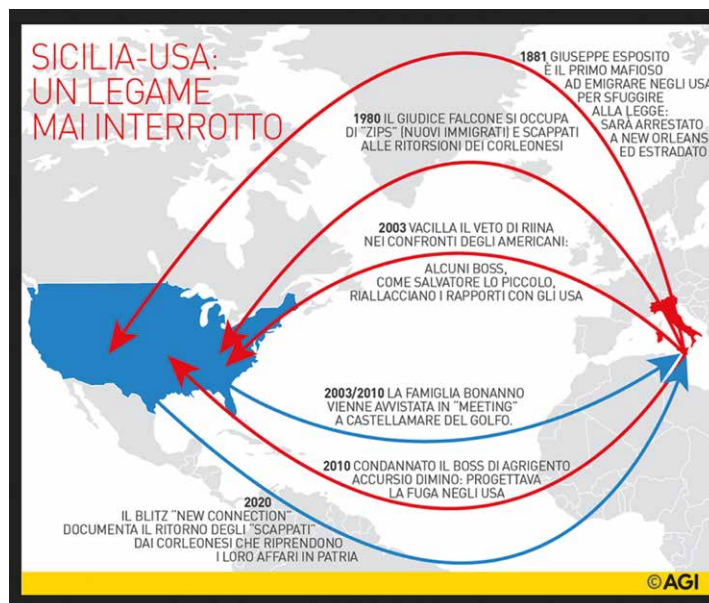 SICILIA-USA:
UN LEGAME
MAI INTERROTTO
1881 GIUSEPPE ESPOSITO
È IL PRIMO MAFIOSO
AD EMIGRARE NEGLI USA
PER SFUGGIRE
ALLA LEGGE:
SARÀ ARRESTATO
A NEW ORLEANS
ED ESTRADATO
1980 IL GIUDICE FALCONE SI OCCUPA
DI "ZIPS" (NUOVI IMMIGRATI) E SCAPPATI
ALLE RITORSIONI DEI CORLEONESI
2003 VACILLA IL VETO DI RIINA
NEI CONFRONTI DEGLI AMERICANI:
ALCUNI BOSS,
COME SALVATORE LO PICCOLO,
RIALLACCIANO I RAPPORTI CON GLI USA
2003/2010 LA FAMIGLIA BONANNO
VIENNE AVVISTATA IN "MEETING"
A CASTELLAMARE DEL GOLFO.
2010 CONDANNATO IL BOSS DI AGRIGENTO
ACCURSIO DIMINO: PROGETTAVA
LA FUGA NEGLI USA
2020
IL BLITZ "NEW CONNECTION"
DOCUMENTA IL RITORNO DEGLI "SCAPPATI"
DAI CORLEONESI CHE RIPRENDONO
I LORO AFFARI IN PATRIA
©AGI